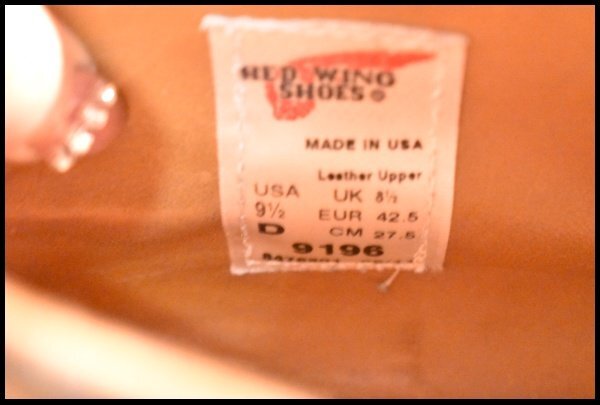 RED WING
SHOES®
MADE IN USA
Leather Upper
USA UK 8½
9½ EUR 42.5
D CM 27.5
9196